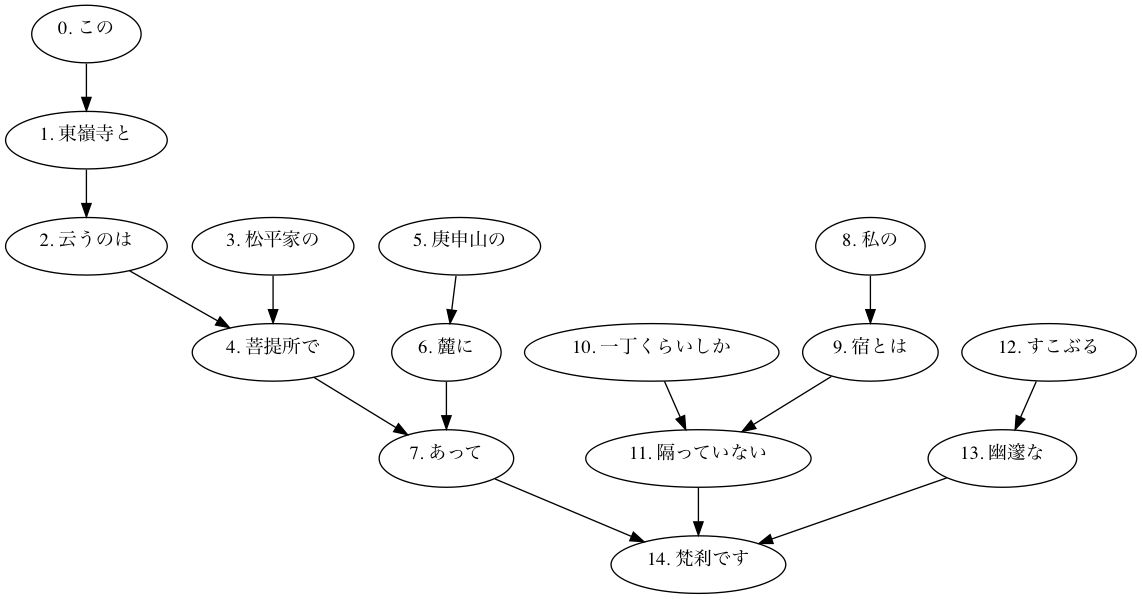 0. この
1. 東嶺寺と
2. 云うのは
3. 松平家の
5. 庚申山の
8. 私の
4. 菩提所で
6. 麓に
10. 一丁くらいしか
9. 宿とは
12. すこぶる
7. あって
11. 隔っていない
13. 幽邃な
14. 梵刹です